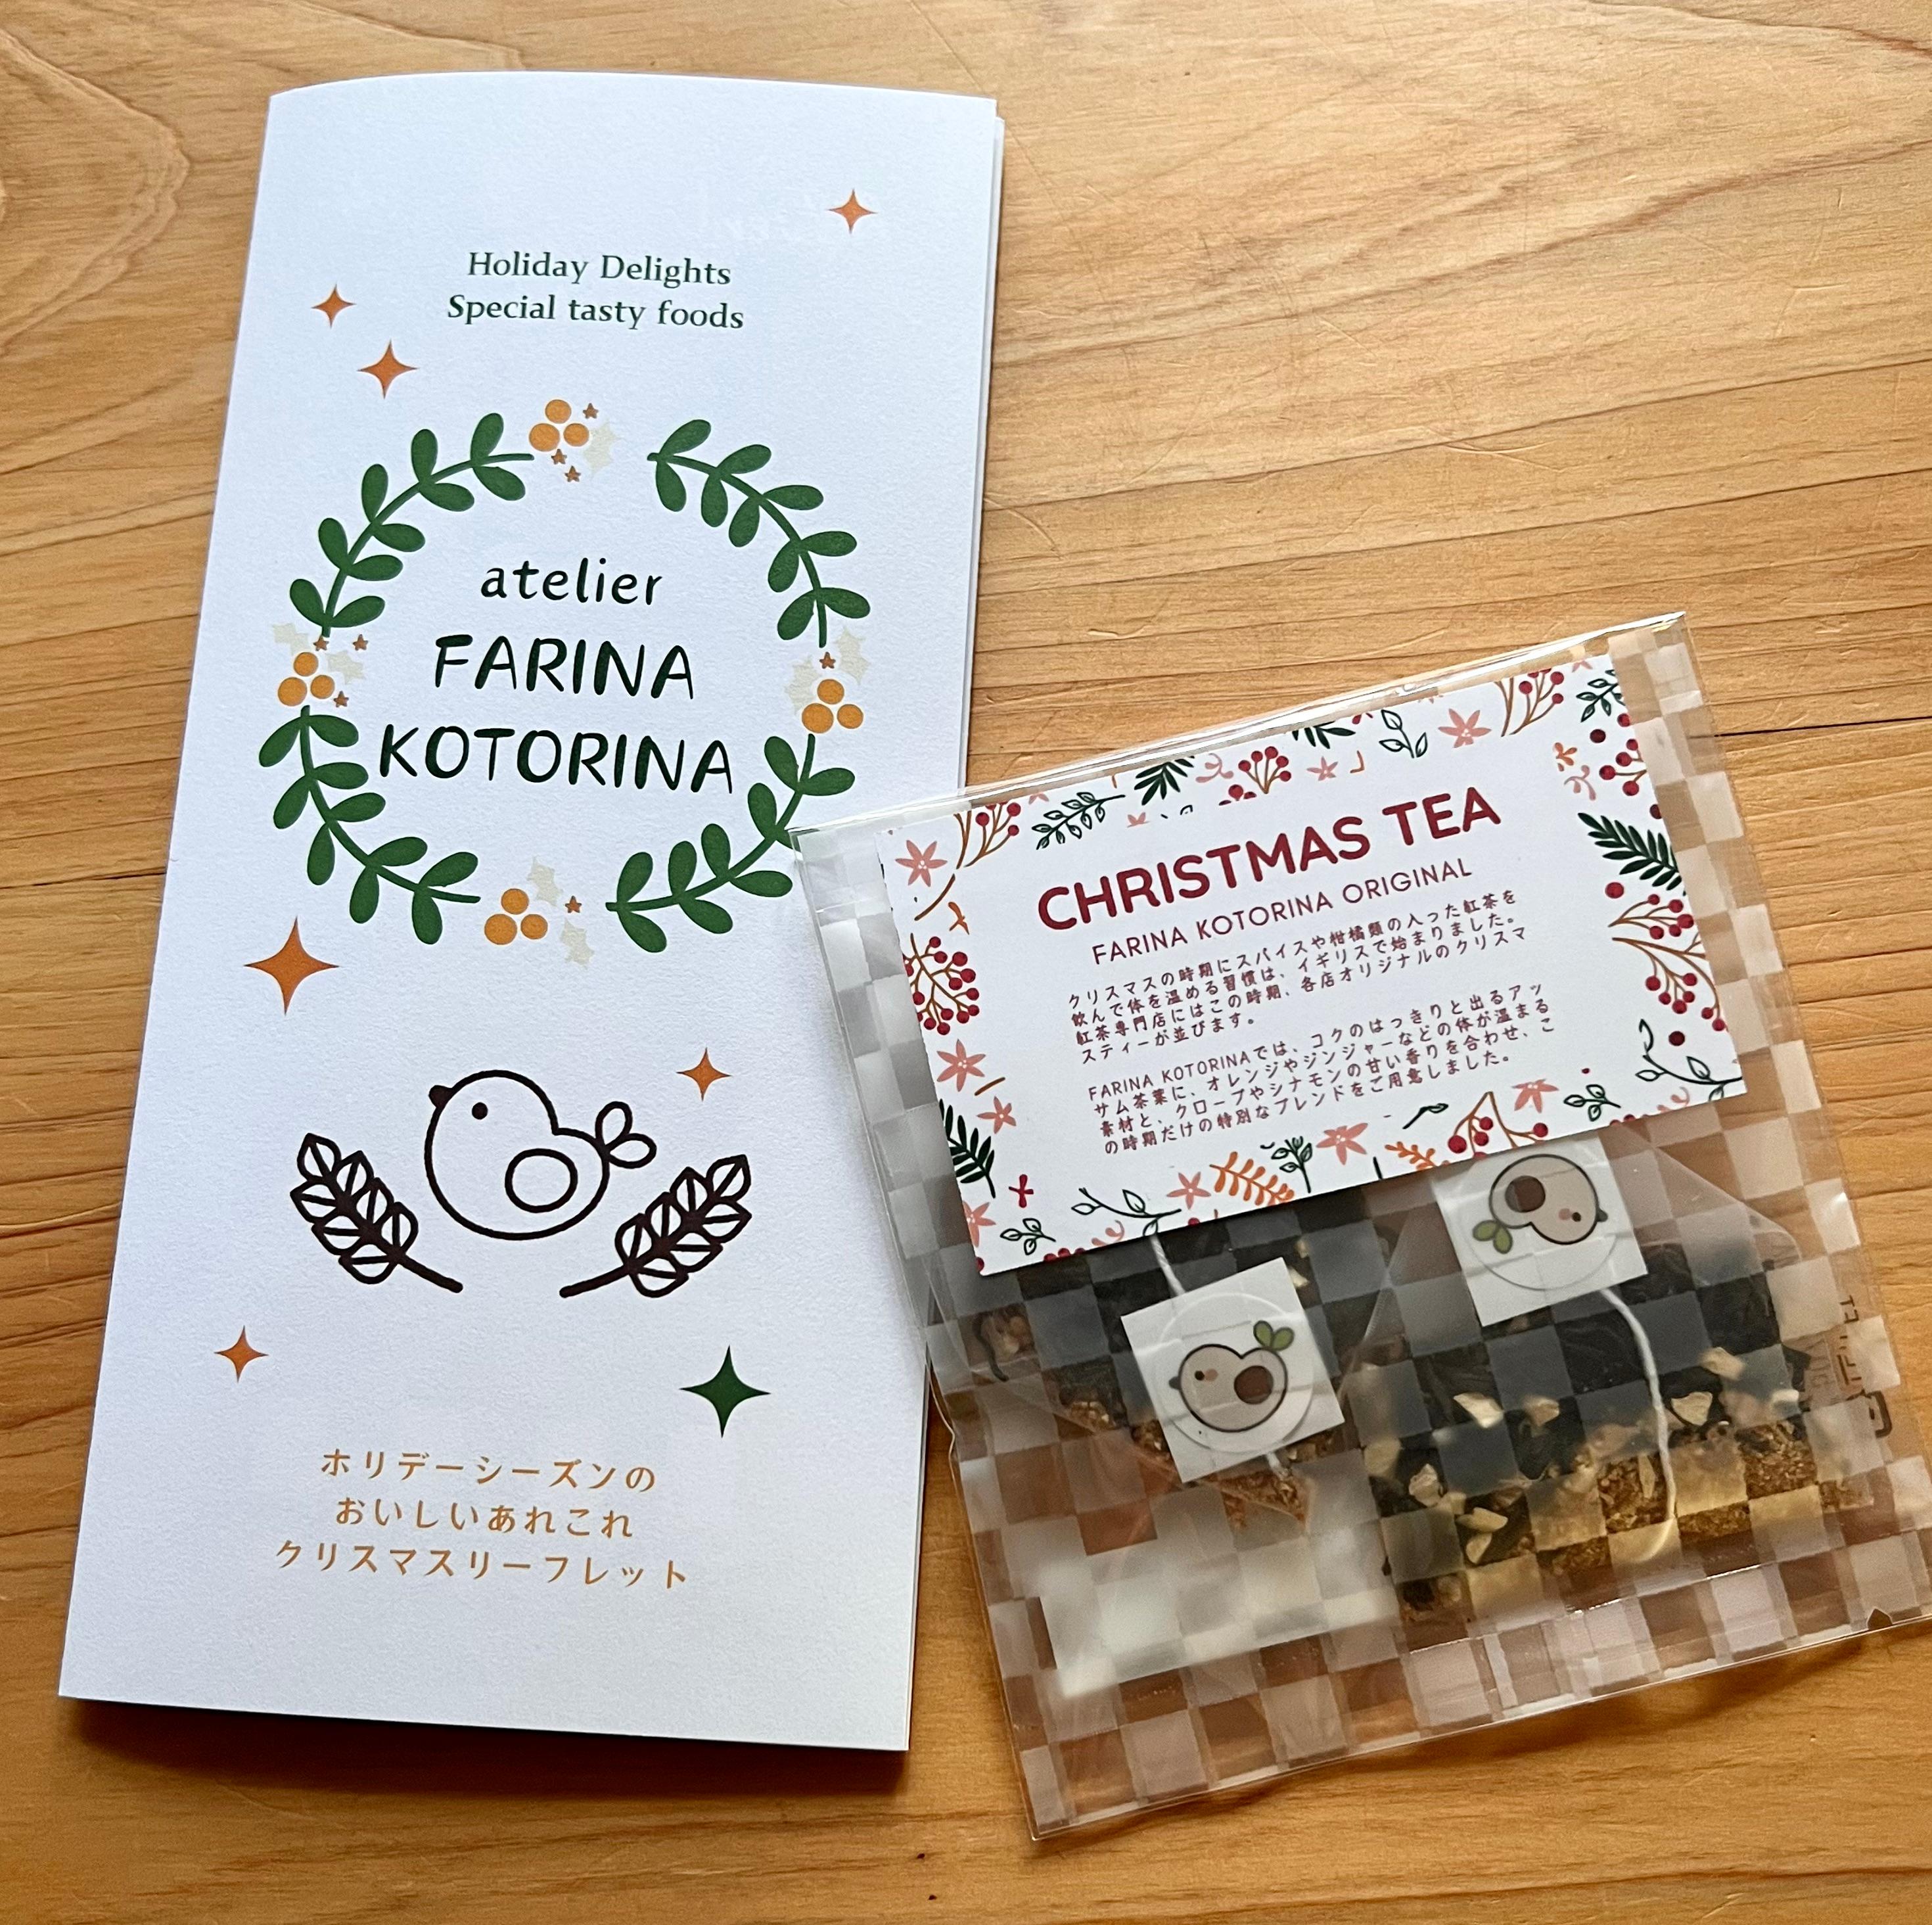 Holiday Delights
Special tasty foods
atelier
FARINA
KOTORINA
ホリデーシーズンの
おいしいあれこれ
クリスマスリーフレット
CHRISTMAS TEA
FARINA KOTORINA ORIGINAL
クリスマスの時期にスパイスや柑橘類の入った紅茶を
飲んで体を温める習慣は、イギリスで始まりました。
紅茶専門店にはこの時期、各店オリジナルのクリスマ
スティーが並びます。
FARINA KOTORINAでは、コクのはっきりと出るアッ
サム茶葉に、オレンジやジンジャーなどの体が温まる
素材と、クローブやシナモンの甘い香りを合わせ、こ
の時期だけの特別なブレンドをご用意しました。